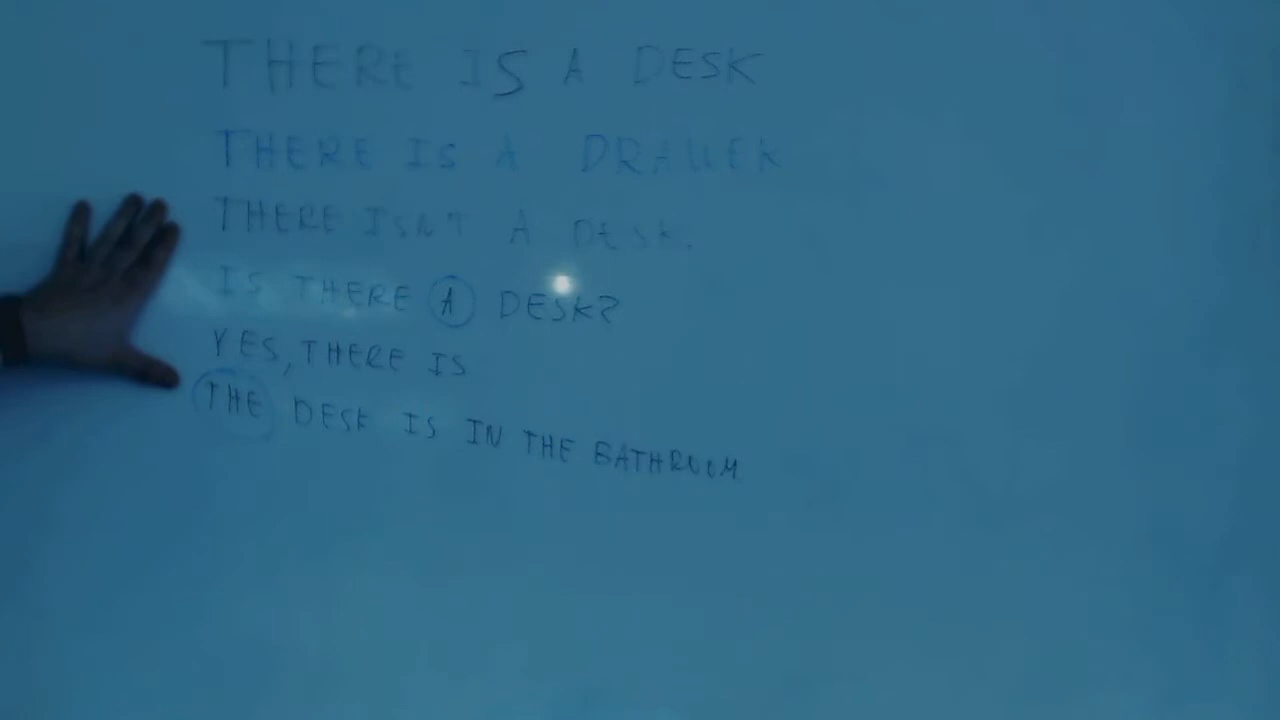 THERE IS A DESK
THERE IS A DRAWER
THERE ISN'T A DESK.
IS THERE A DESK?
YES, THERE IS
THE DESK IS IN THE BATHROOM